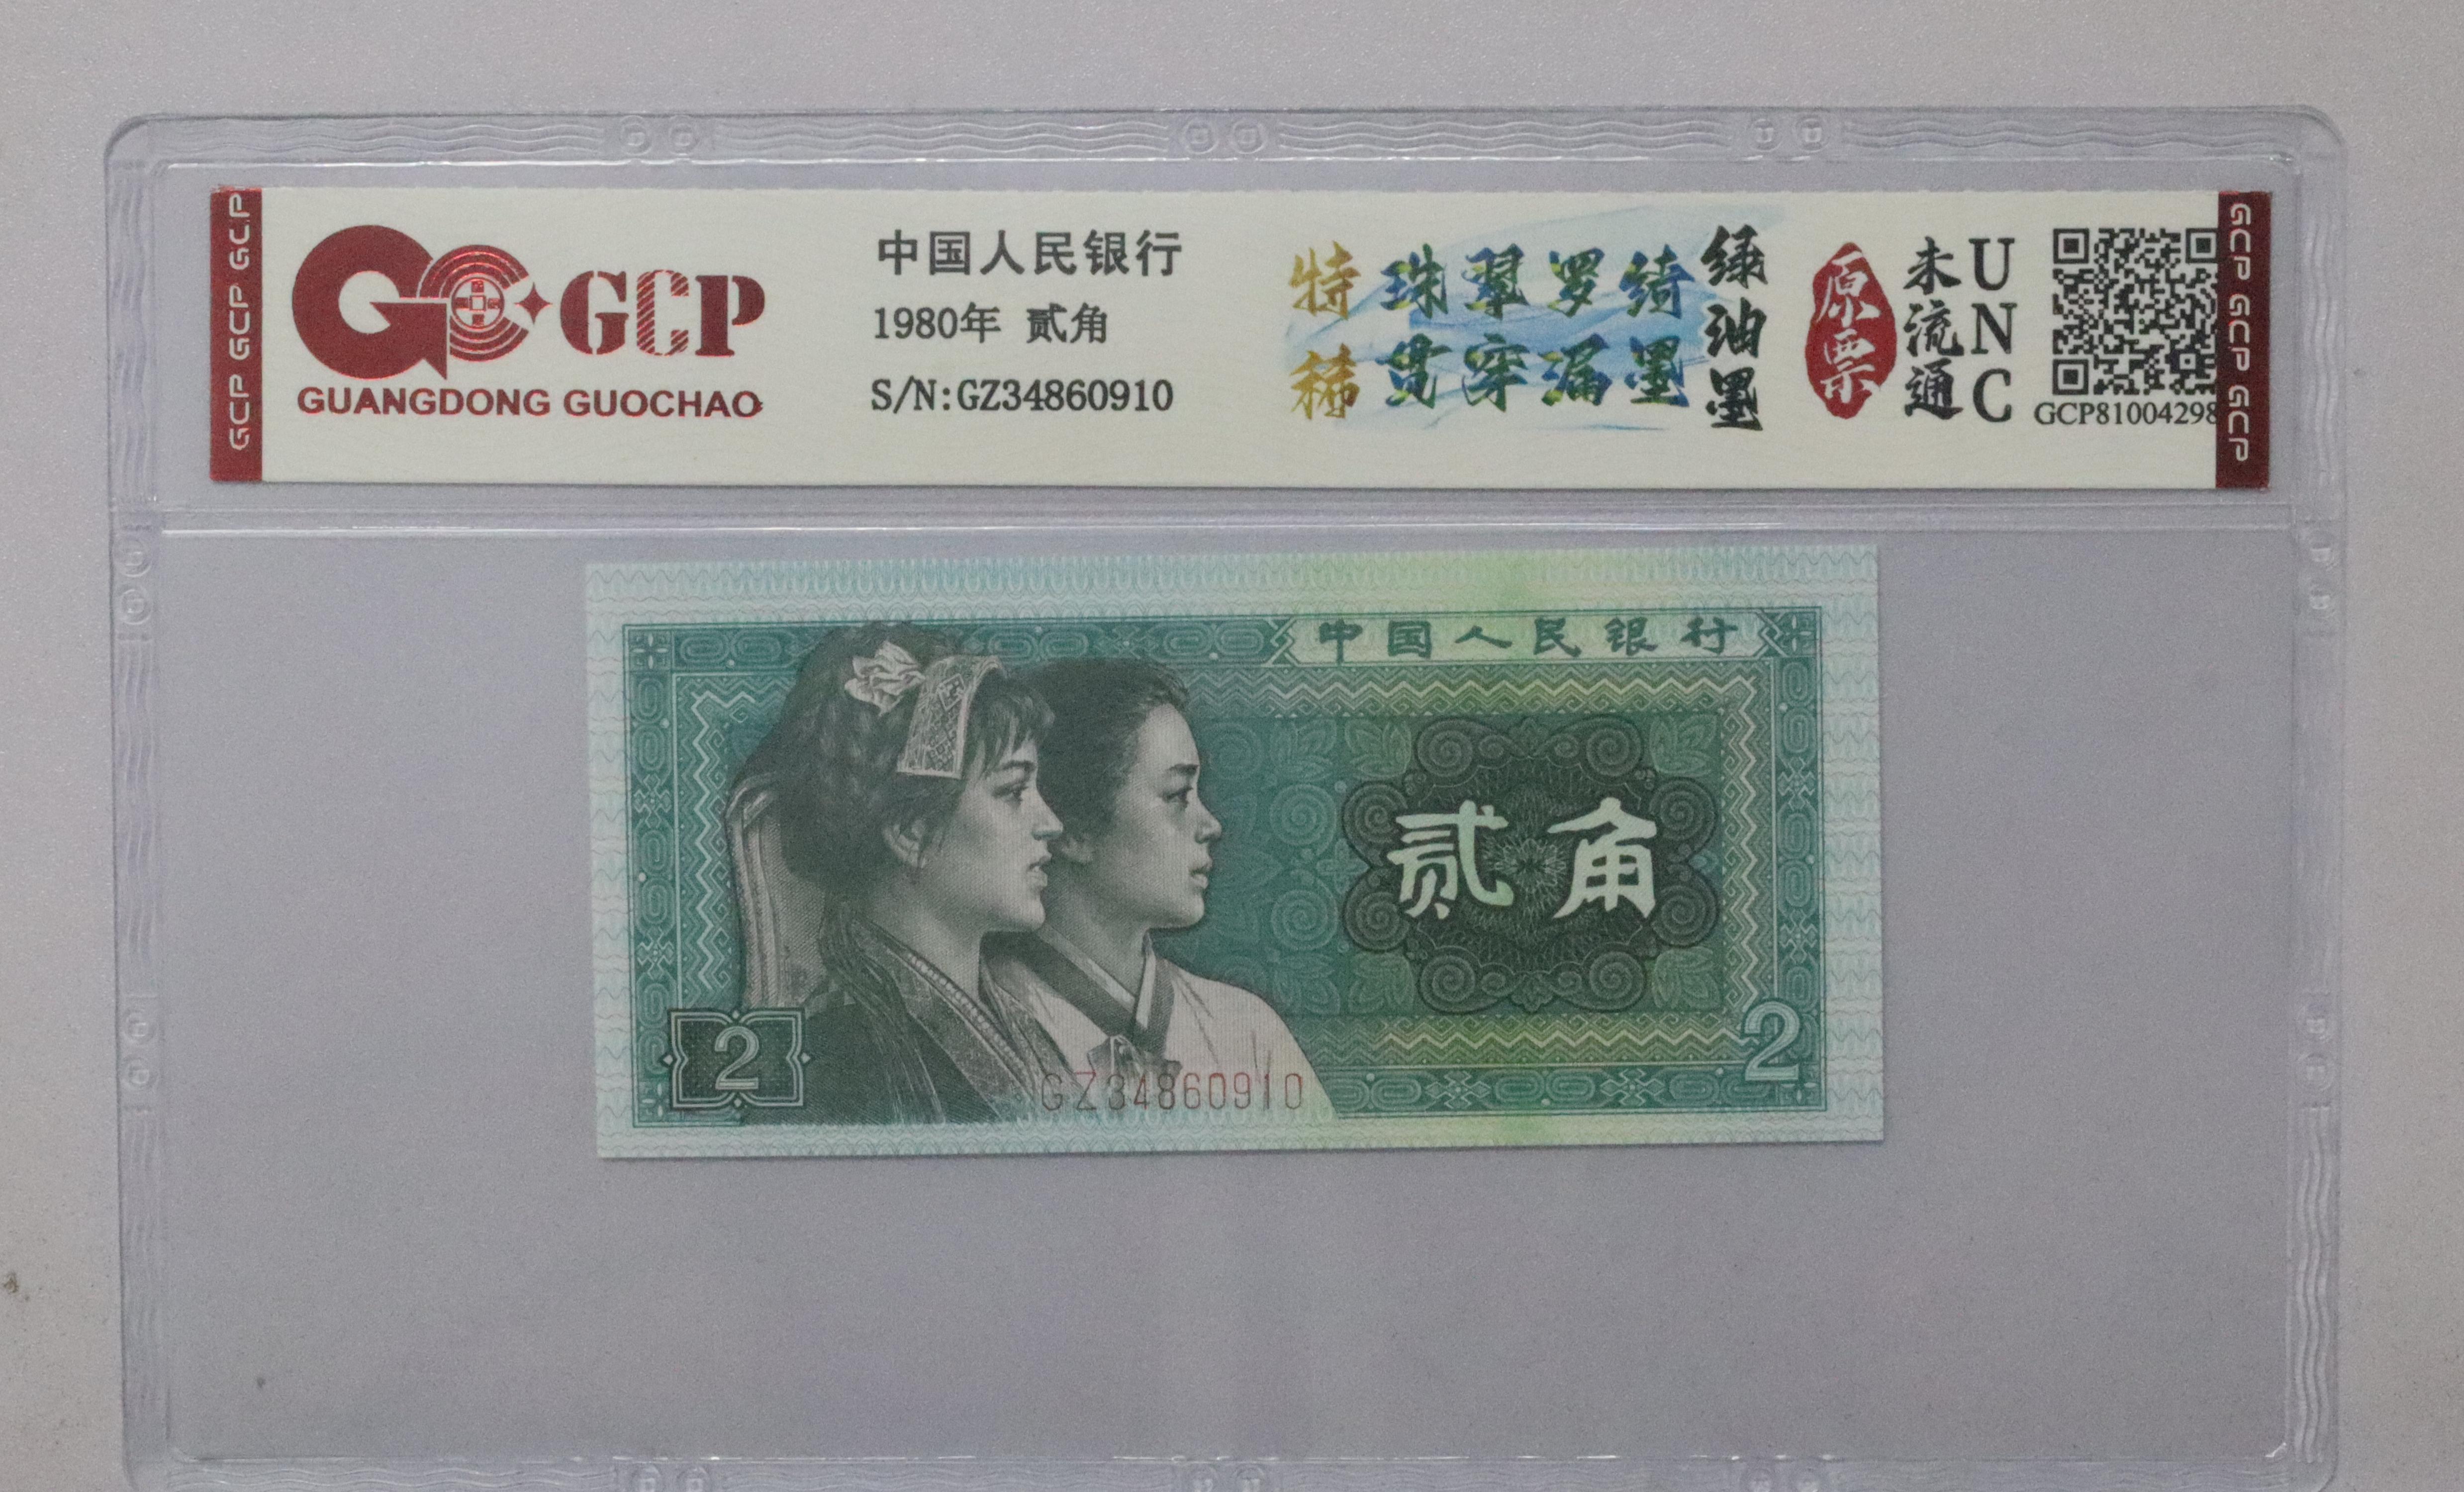 GCP GCP GCP
GCP
GUANGDONG GUOCHAO
中国人民银行
1980年 贰角
S/N:GZ34860910
特稀
珠翠罗绮
贯穿漏墨
绿油墨
原票
未流通
UNC
GCP81004298
GCP GCP GCP
中国人民银行
贰角
2
2
GZ34860910